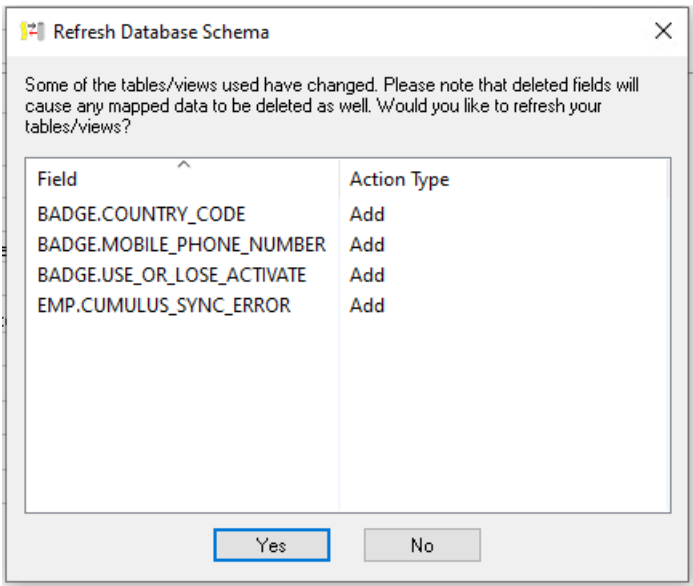 Refresh Database Schema
Some of the tables/views used have changed. Please note that deleted fields will
cause any mapped data to be deleted as well. Would you like to refresh your
tables/views?
Field Action Type
BADGE.COUNTRY_CODE Add
BADGE.MOBILE_PHONE_NUMBER Add
BADGE.USE_OR_LOSE_ACTIVATE Add
EMP.CUMULUS_SYNC_ERROR Add
Yes No